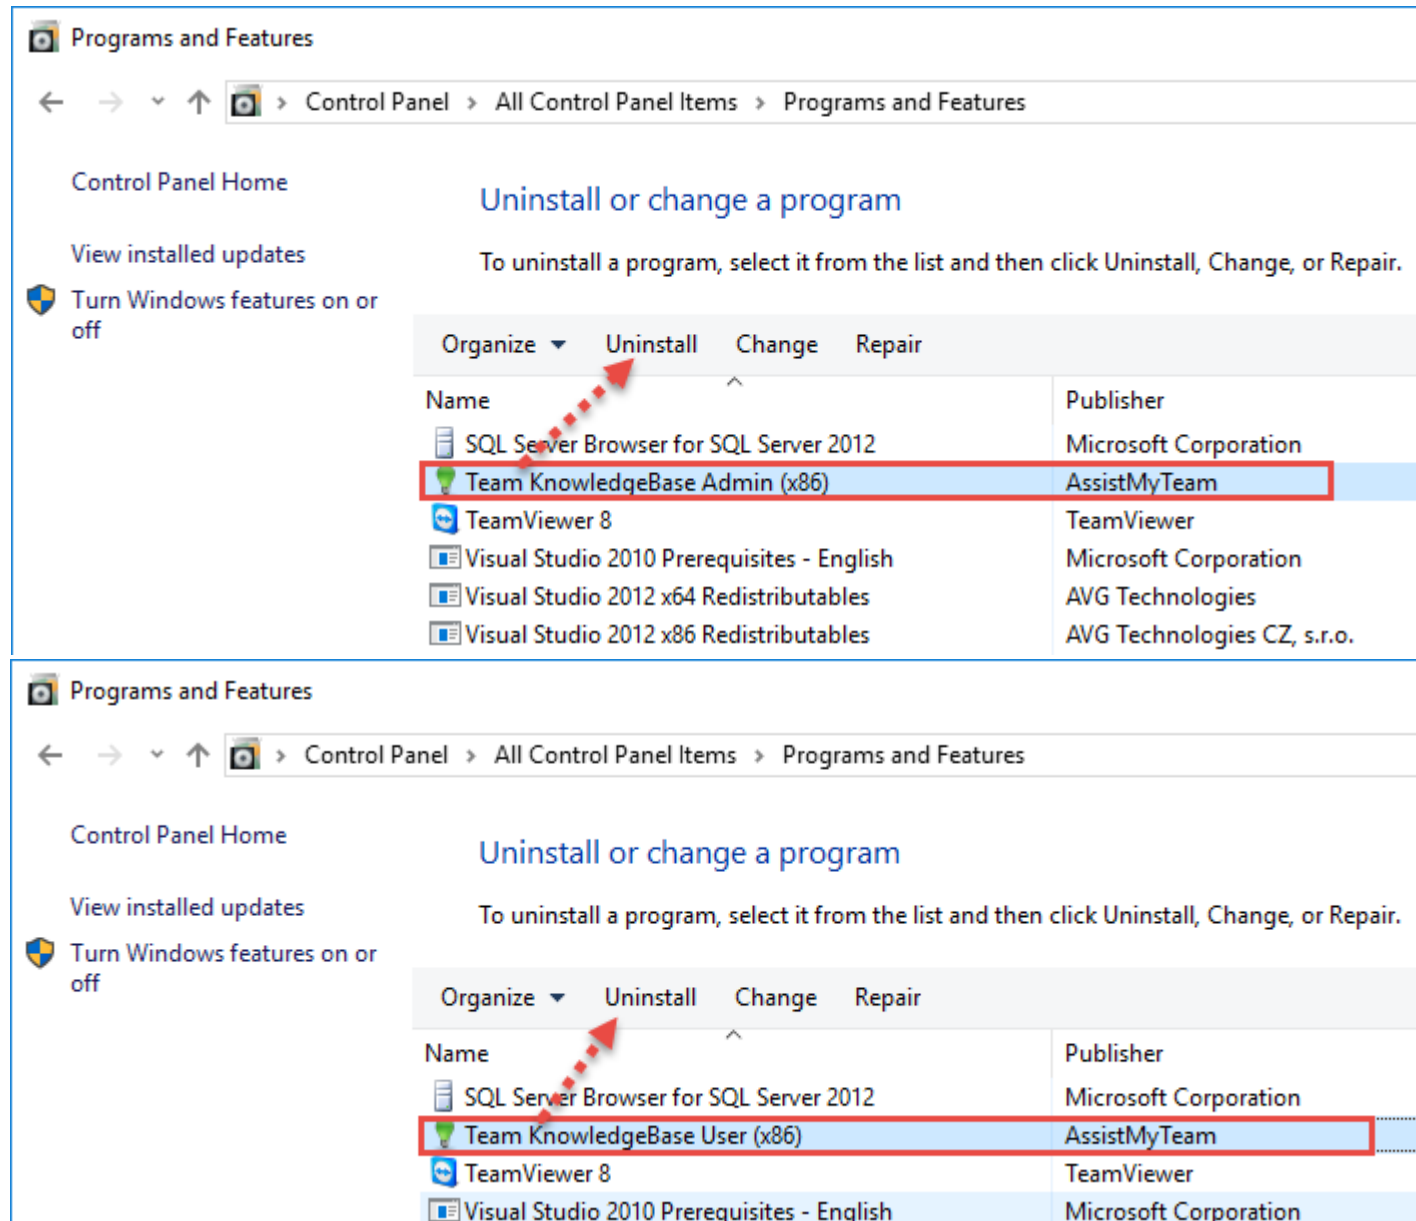 Programs and Features
Control Panel > All Control Panel Items > Programs and Features
Control Panel Home
Uninstall or change a program
View installed updates
To uninstall a program, select it from the list and then click Uninstall, Change, or Repair.
Turn Windows features on or
off
Organize Uninstall Change Repair
Name Publisher
SQL Server Browser for SQL Server 2012 Microsoft Corporation
Team KnowledgeBase Admin (x86) AssistMyTeam
TeamViewer 8 TeamViewer
Visual Studio 2010 Prerequisites - English Microsoft Corporation
Visual Studio 2012 x64 Redistributables AVG Technologies
Visual Studio 2012 x86 Redistributables AVG Technologies CZ, s.r.o.
Programs and Features
Control Panel > All Control Panel Items > Programs and Features
Control Panel Home
Uninstall or change a program
View installed updates
To uninstall a program, select it from the list and then click Uninstall, Change, or Repair.
Turn Windows features on or
off
Organize Uninstall Change Repair
Name Publisher
SQL Server Browser for SQL Server 2012 Microsoft Corporation
Team KnowledgeBase User (x86) AssistMyTeam
TeamViewer 8 TeamViewer
Visual Studio 2010 Prerequisites - English Microsoft Corporation